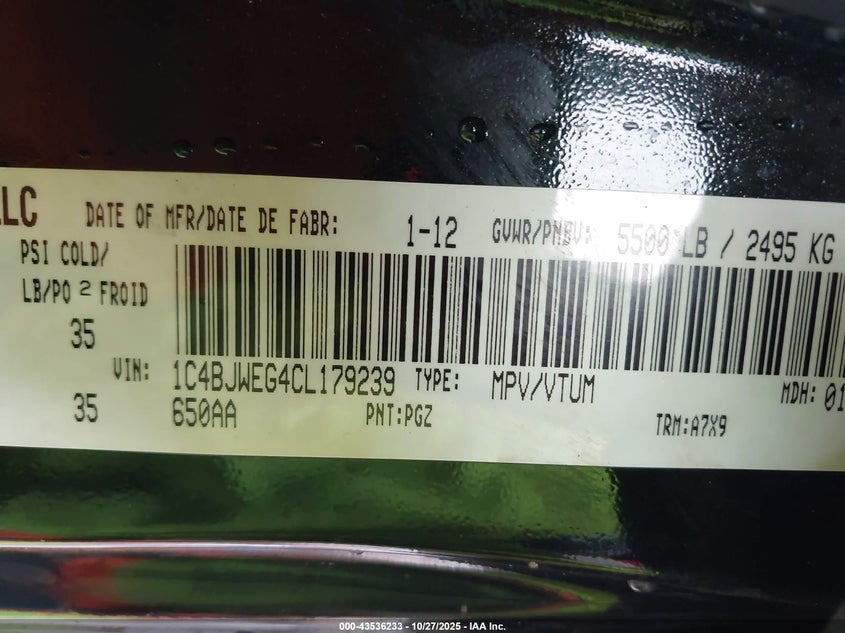 LLC DATE OF MFR/DATE DE FABR: 1-12 GVWR/PNBV: 5500 LB / 2495 KG
PSI COLD/
LB/PO 2 FROID
35
VIN: 1C4BJWEG4CL179239 TYPE: MPV/VTUM MDH: 01
35 650AA PNT:PGZ TRM:A7X9
000-43536233 - 10/27/2025 - IAA Inc.